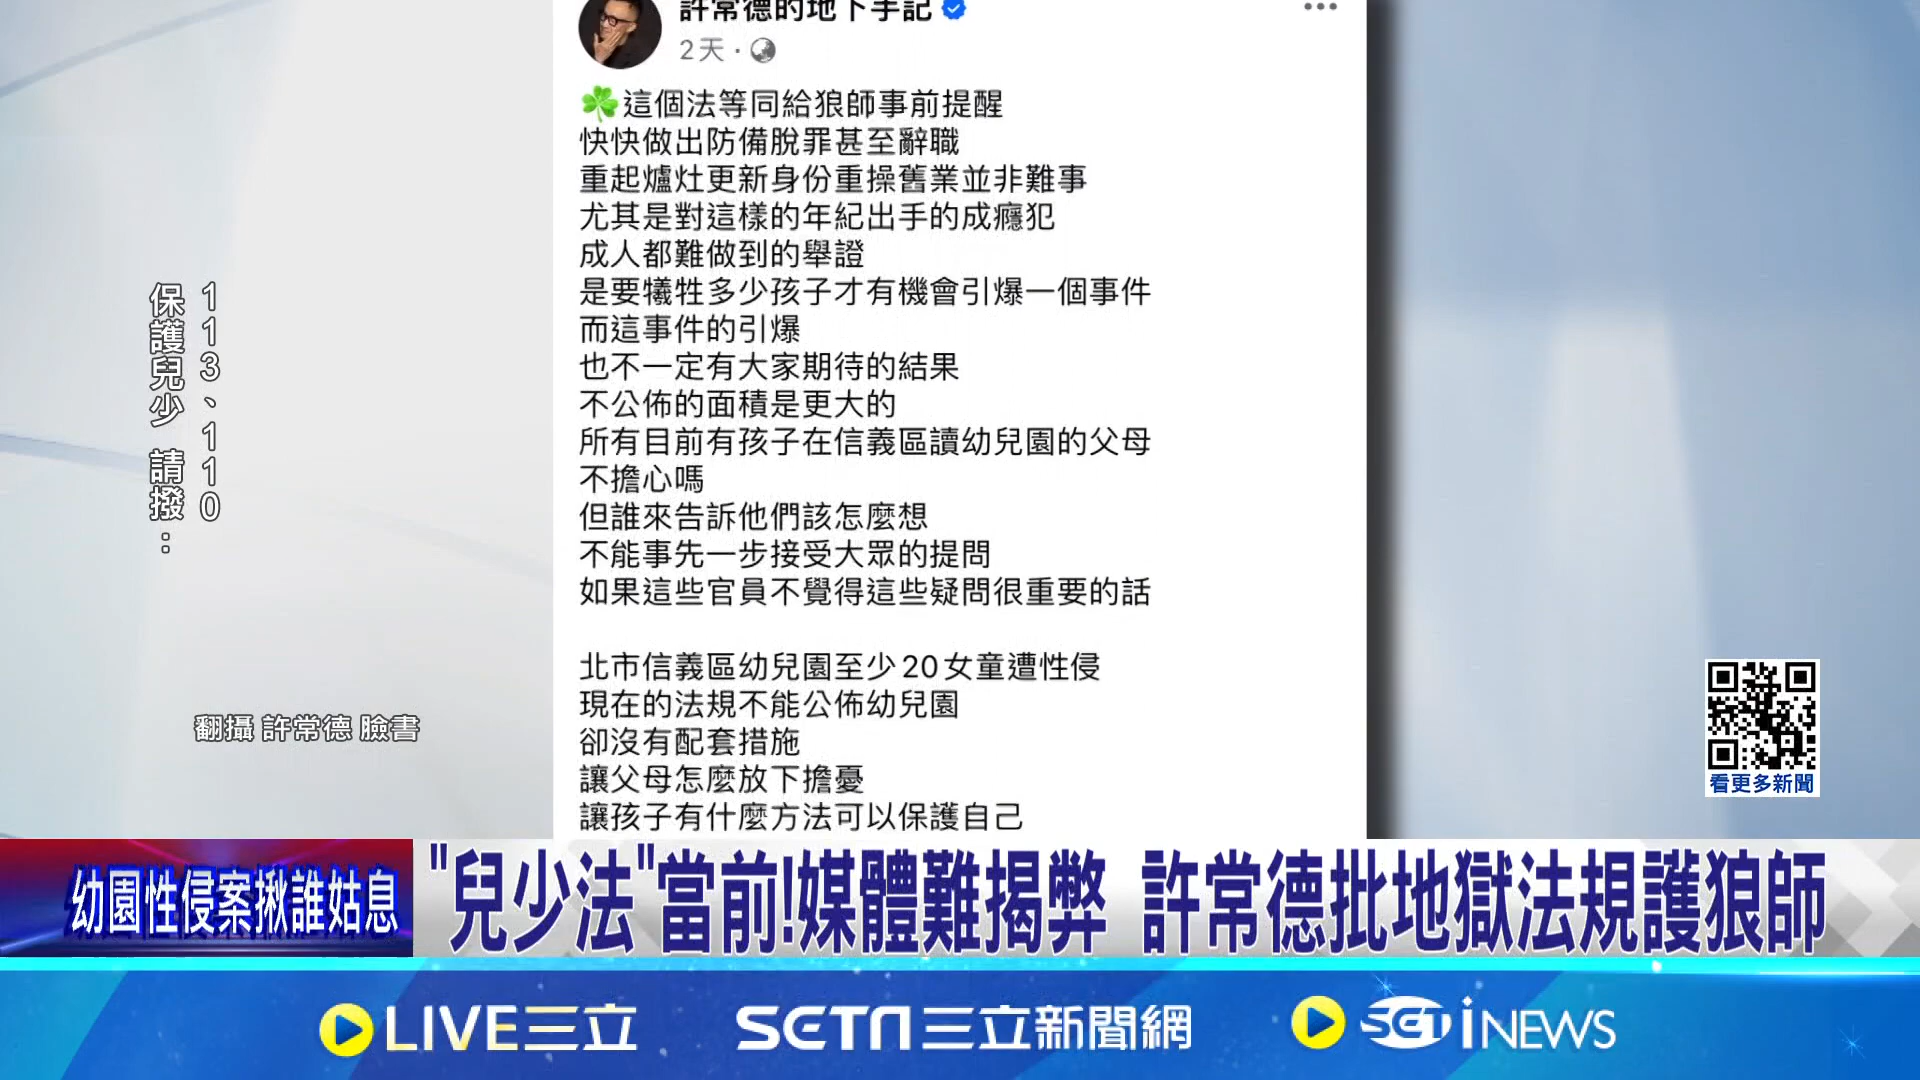 許常德的地下手記
2天
☘️這個法等同給狼師事前提醒
快快做出防備脫罪甚至辭職
重起爐灶更新身份重操舊業並非難事
尤其是對這樣的年紀出手的成癮犯
成人都難做到的舉證
是要犧牲多少孩子才有機會引爆一個事件
而這事件的引爆
也不一定有大家期待的結果
不公佈的面積是更大的
所有目前有孩子在信義區讀幼兒園的父母
不擔心嗎
但誰來告訴他們該怎麼想
不能事先一步接受大眾的提問
如果這些官員不覺得這些疑問很重要的話
北市信義區幼兒園至少20女童遭性侵
現在的法規不能公佈幼兒園
卻沒有配套措施
讓父母怎麼放下擔憂
讓孩子有什麼方法可以保護自己
保護兒少 請撥：
113、110
翻攝 許常德 臉書
看更多新聞
幼園性侵案揪誰姑息
"兒少法"當前!媒體難揭弊 許常德批地獄法規護狼師
LIVE三立
SETN三立新聞網
SET iNEWS